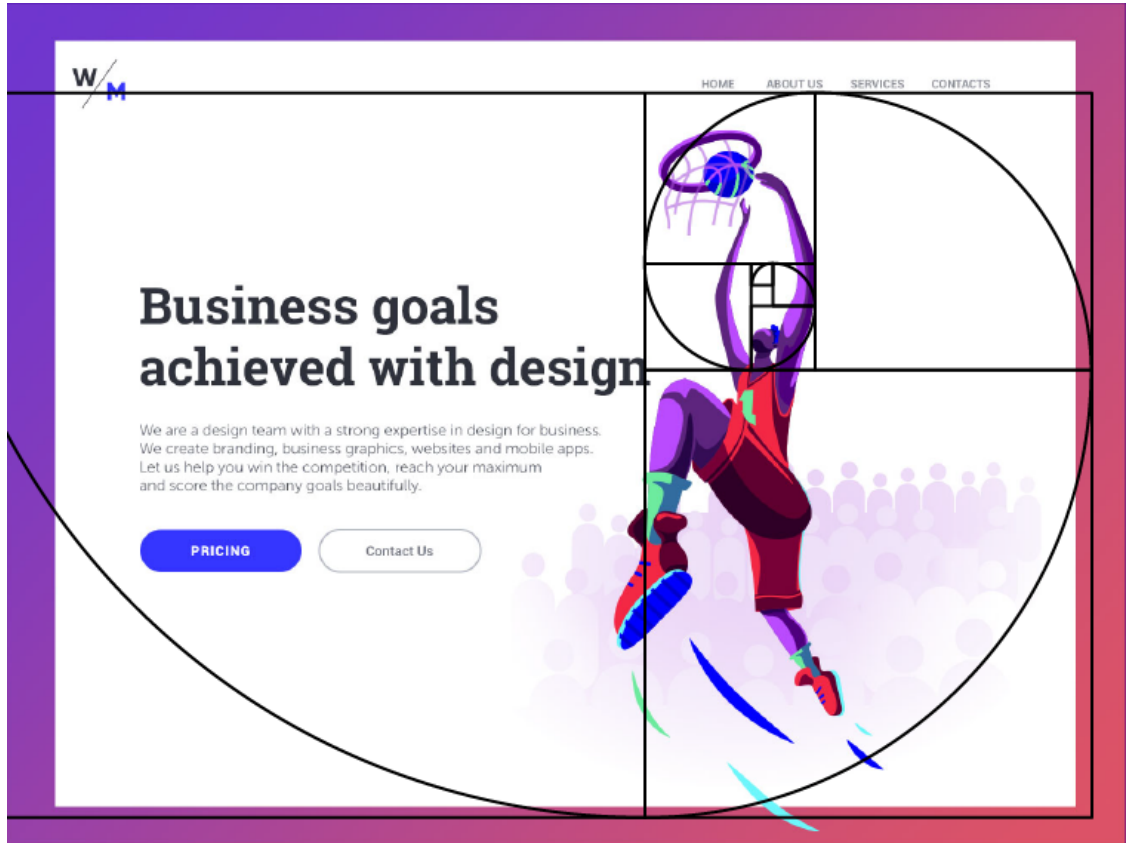 W/M
HOME ABOUT US SERVICES CONTACTS
Business goals
achieved with design
We are a design team with a strong expertise in design for business.
We create branding, business graphics, websites and mobile apps.
Let us help you win the competition, reach your maximum
and score the company goals beautifully.
PRICING Contact Us
1